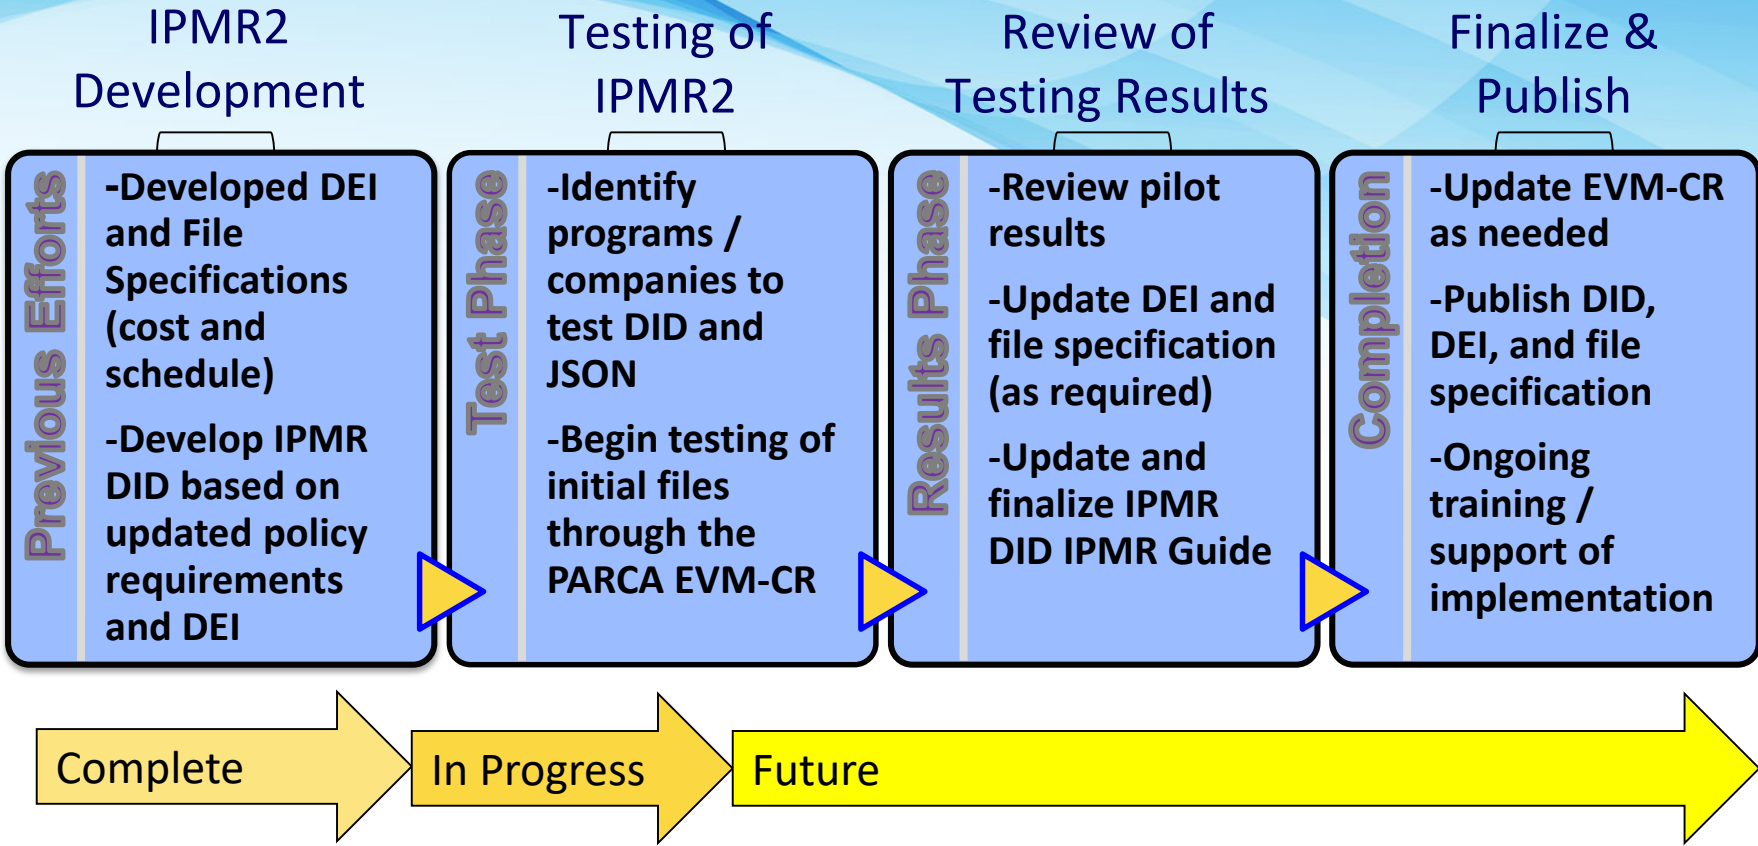 IPMR2
Development
Previous Efforts
-Developed DEI
and File
Specifications
(cost and
schedule)
-Develop IPMR
DID based on
updated policy
requirements
and DEI
Testing of
IPMR2
Test Phase
-Identify
programs /
companies to
test DID and
JSON
-Begin testing of
initial files
through the
PARCA EVM-CR
Review of
Testing Results
Results Phase
-Review pilot
results
-Update DEI and
file specification
(as required)
-Update and
finalize IPMR
DID IPMR Guide
Finalize &
Publish
Completion
-Update EVM-CR
as needed
-Publish DID,
DEI, and file
specification
-Ongoing
training /
support of
implementation
Complete
In Progress
Future